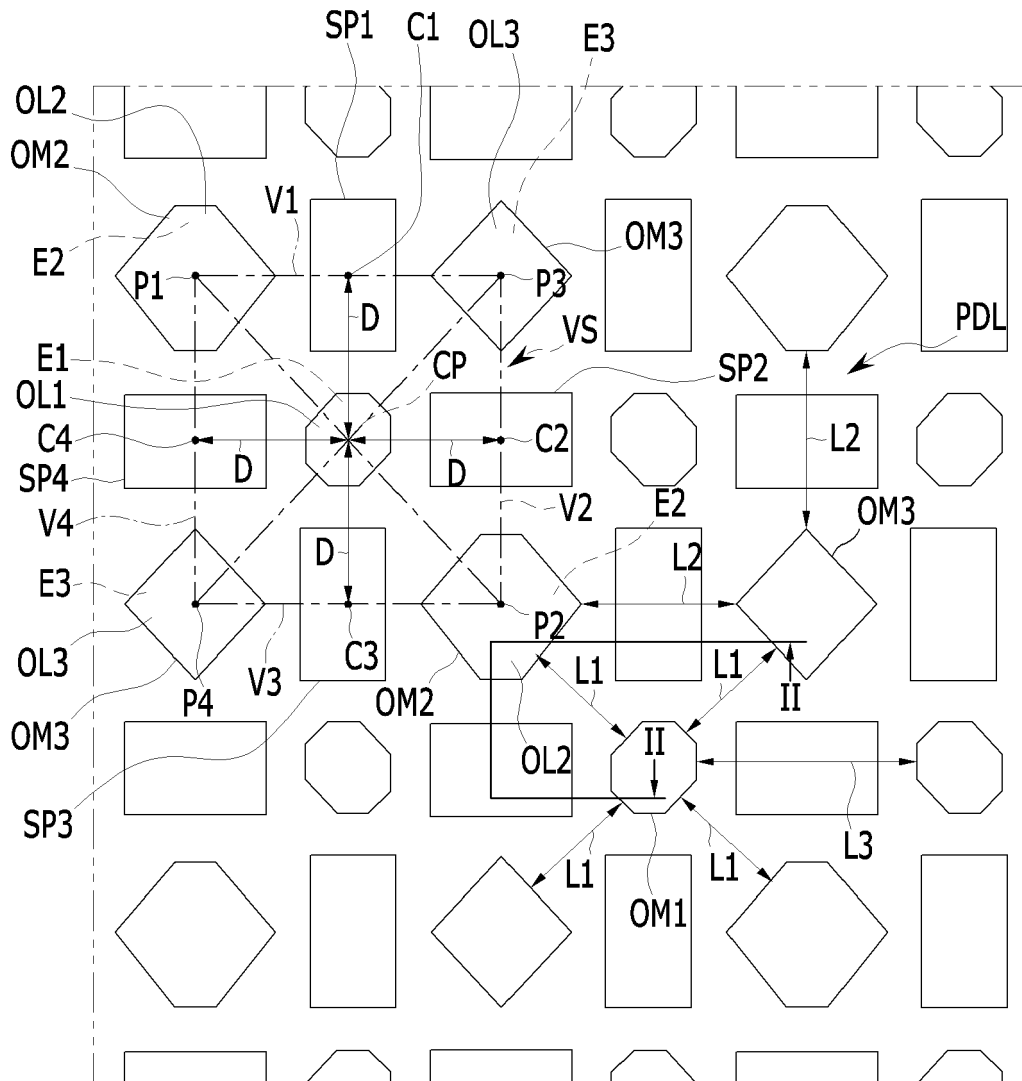 SP1 C1 OL3 E3
OL2
OM2
V1
E2
P1
P3
OM3
D
VS
PDL
E1
CP
SP2
OL1
C4
C2
L2
D
D
SP4
V4
V2
E2
OM3
E3
D
L2
P2
OL3
C3
L1
L1
V3
P4
OM2
II
OM3
II
OL2
SP3
L3
L1
L1
OM1